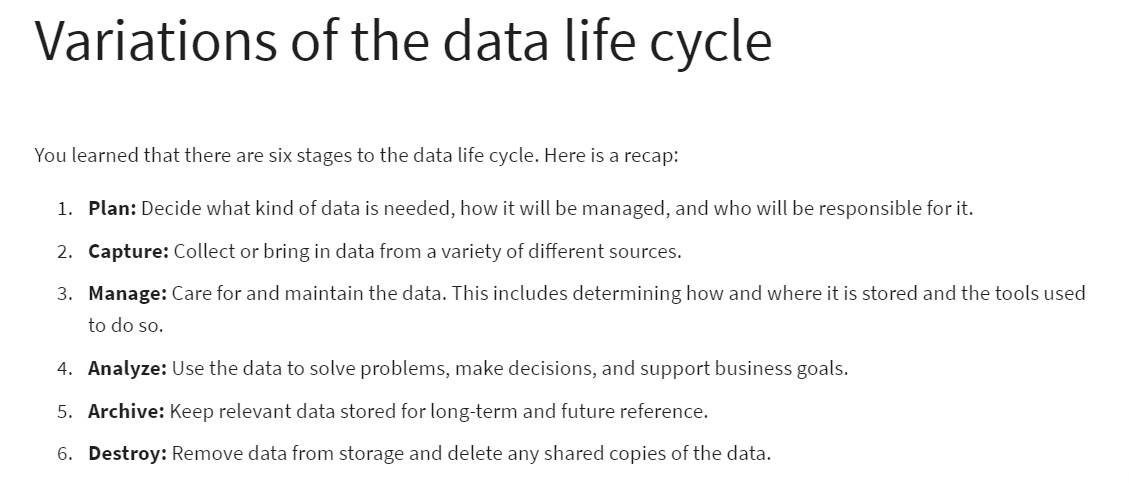 Variations of the data life cycle
You learned that there are six stages to the data life cycle. Here is a recap:
1. Plan: Decide what kind of data is needed, how it will be managed, and who will be responsible for it.
2. Capture: Collect or bring in data from a variety of different sources.
3. Manage: Care for and maintain the data. This includes determining how and where it is stored and the tools used
to do so.
4. Analyze: Use the data to solve problems, make decisions, and support business goals.
5. Archive: Keep relevant data stored for long-term and future reference.
6. Destroy: Remove data from storage and delete any shared copies of the data.